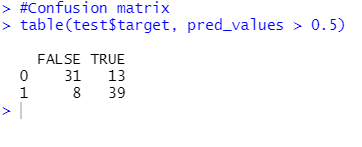 > #Confusion matrix
> table(test$target, pred_values > 0.5)
    FALSE TRUE
  0    31   13
  1     8   39
>